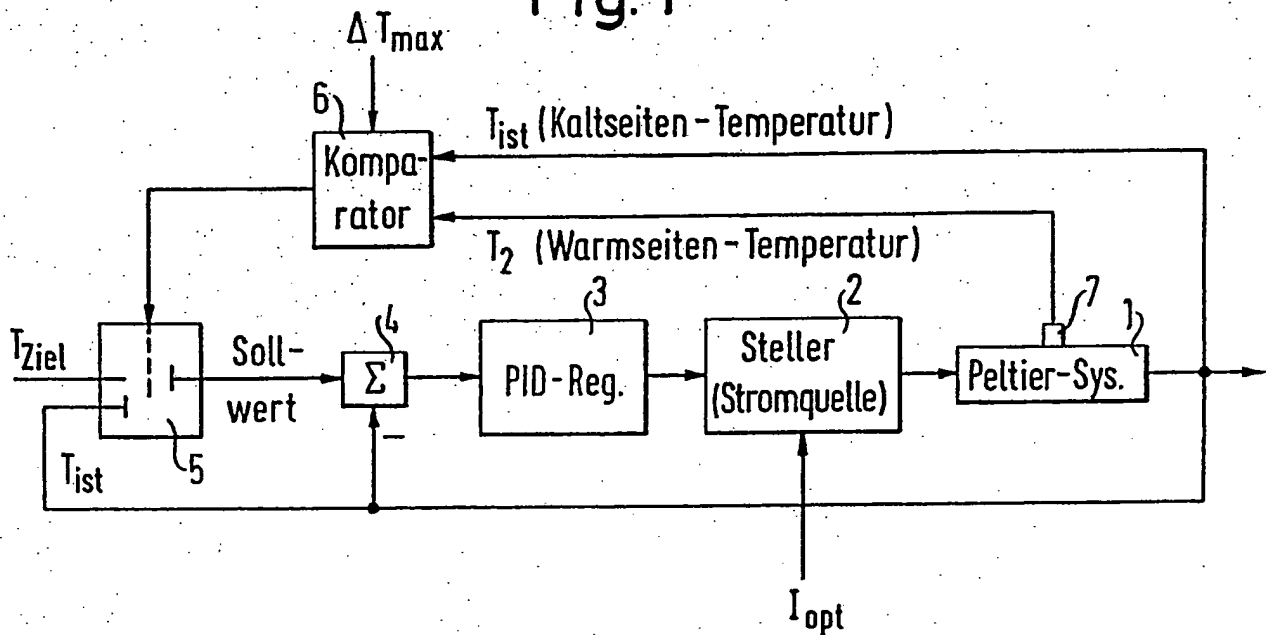 Fig. 1
Δ T_max
6
Kompa-
rator
T_ist (Kaltseiten-Temperatur)
T_2 (Warmseiten-Temperatur)
T_Ziel
T_ist
5
Soll-
wert
4
Σ
−
3
PID-Reg.
2
Steller
(Stromquelle)
I_opt
7
1
Peltier-Sys.